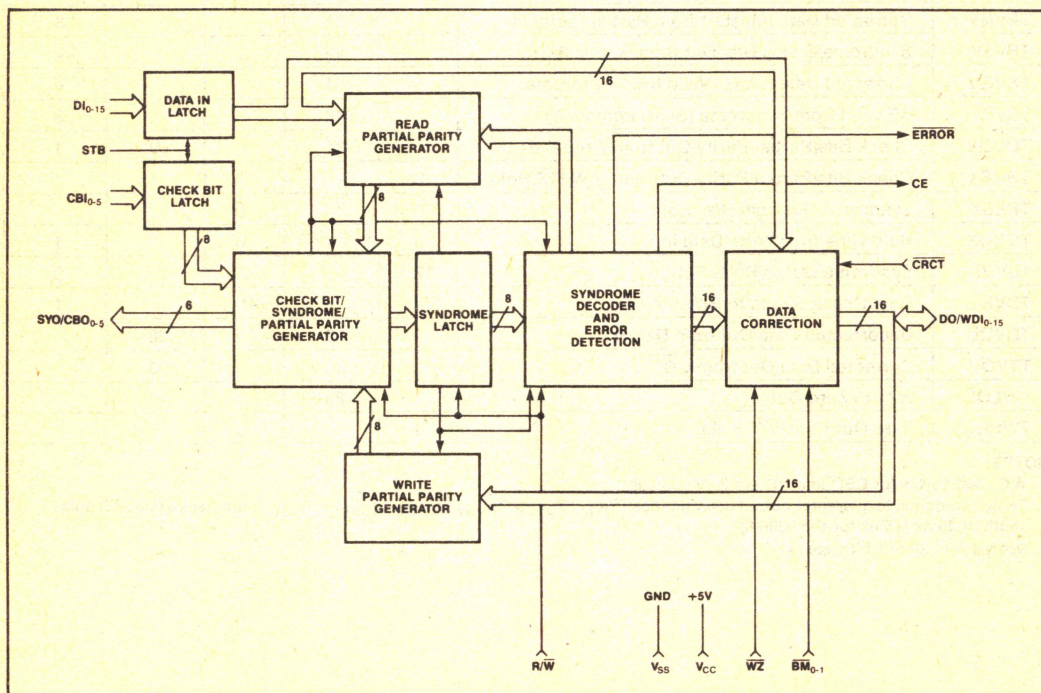 16
DI0-15
DATA IN
LATCH
STB
CBI0-5
CHECK BIT
LATCH
READ
PARTIAL PARITY
GENERATOR
ERROR
CE
8
8
CRCT
SYO/CBO0-5
6
CHECK BIT/
SYNDROME/
PARTIAL PARITY
GENERATOR
SYNDROME
LATCH
8
SYNDROME
DECODER
AND
ERROR
DETECTION
16
DATA
CORRECTION
16
DO/WDI0-15
8
WRITE
PARTIAL PARITY
GENERATOR
16
GND
+5V
R/W̅
VSS
VCC
W̅Z̅
B̅M̅0-1